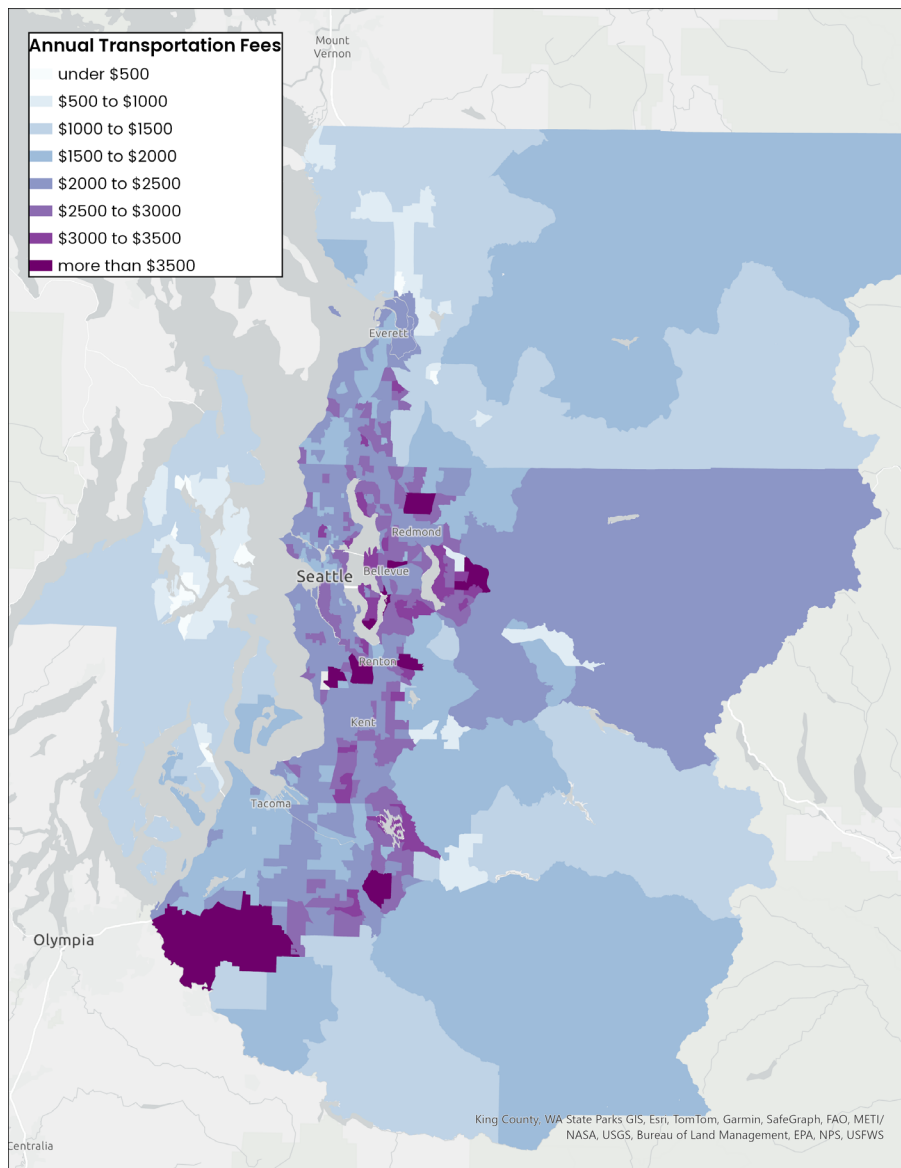 Annual Transportation Fees
under $500
$500 to $1000
$1000 to $1500
$1500 to $2000
$2000 to $2500
$2500 to $3000
$3000 to $3500
more than $3500
Mount
Vernon
Everett
Redmond
Seattle
Bellevue
Renton
Kent
Tacoma
Olympia
Centralia
King County, WA State Parks GIS, Esri, TomTom, Garmin, SafeGraph, FAO, METI/
NASA, USGS, Bureau of Land Management, EPA, NPS, USFWS